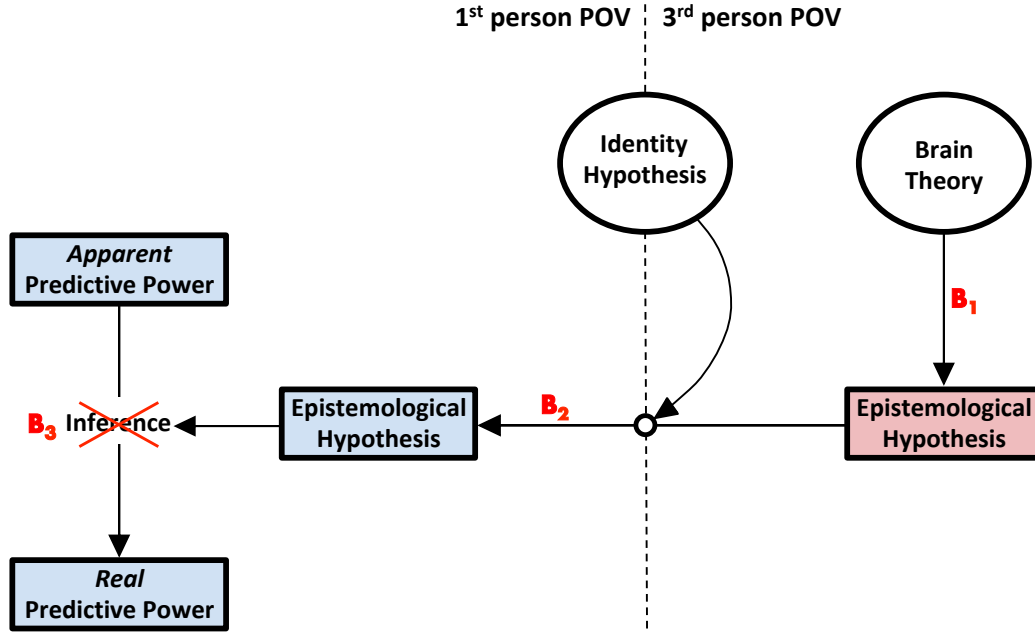 1st person POV
3rd person POV
Identity
Hypothesis
Brain
Theory
Apparent
Predictive Power
B1
Epistemological
Hypothesis
B2
Epistemological
Hypothesis
B3 Inference
Real
Predictive Power